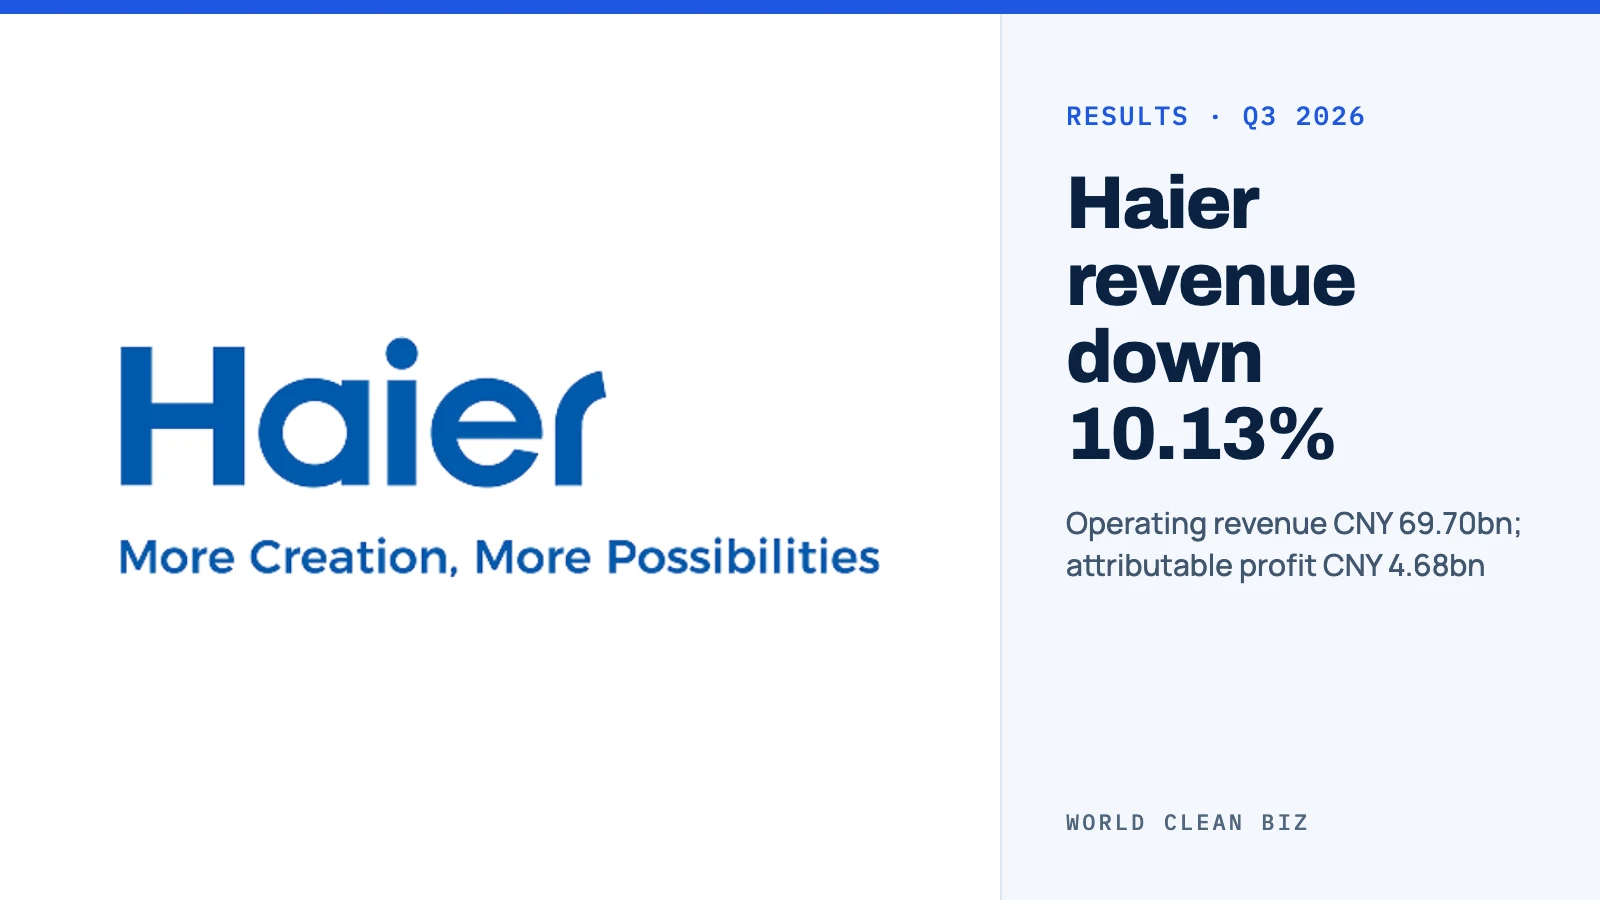 Haier
More Creation, More Possibilities
RESULTS · Q3 2026
Haier
revenue
down
10.13%
Operating revenue CNY 69.70bn;
attributable profit CNY 4.68bn
WORLD CLEAN BIZ